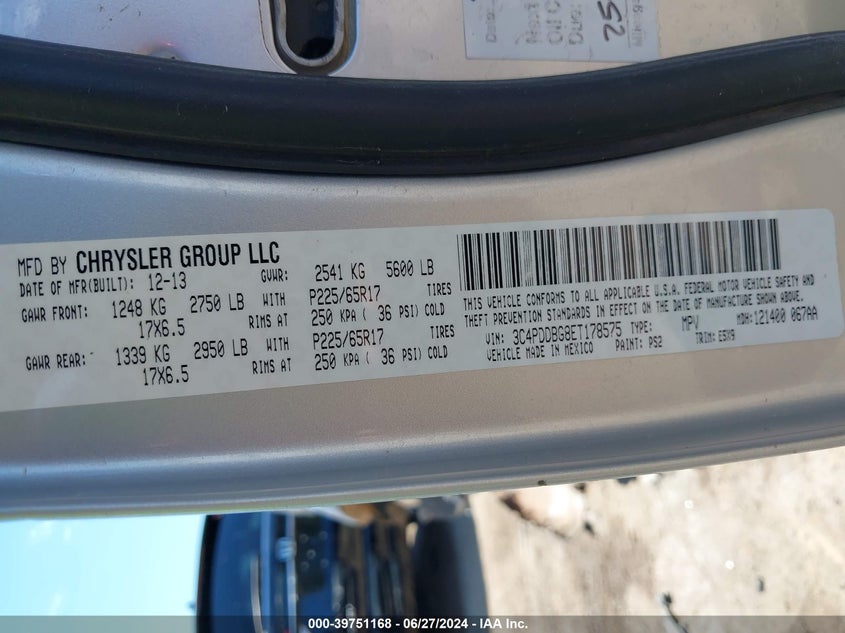 Next
Oil C
Due:
25
MFD BY CHRYSLER GROUP LLC
DATE OF MFR(BUILT): 12-13 GVWR: 2541 KG 5600 LB
GAWR FRONT: 1248 KG 2750 LB WITH P225/65R17 TIRES
17X6.5 RIMS AT 250 KPA ( 36 PSI) COLD
GAWR REAR: 1339 KG 2950 LB WITH P225/65R17 TIRES
17X6.5 RIMS AT 250 KPA ( 36 PSI) COLD
THIS VEHICLE CONFORMS TO ALL APPLICABLE U.S.A. FEDERAL MOTOR VEHICLE SAFETY AND
THEFT PREVENTION STANDARDS IN EFFECT ON THE DATE OF MANUFACTURE SHOWN ABOVE.
VIN: 3C4PDDBG8ET178575 TYPE: MPV MDH:121400 067AA
VEHICLE MADE IN MEXICO PAINT: PS2 TRIM: E5X9
000-39751168 - 06/27/2024 - IAA Inc.